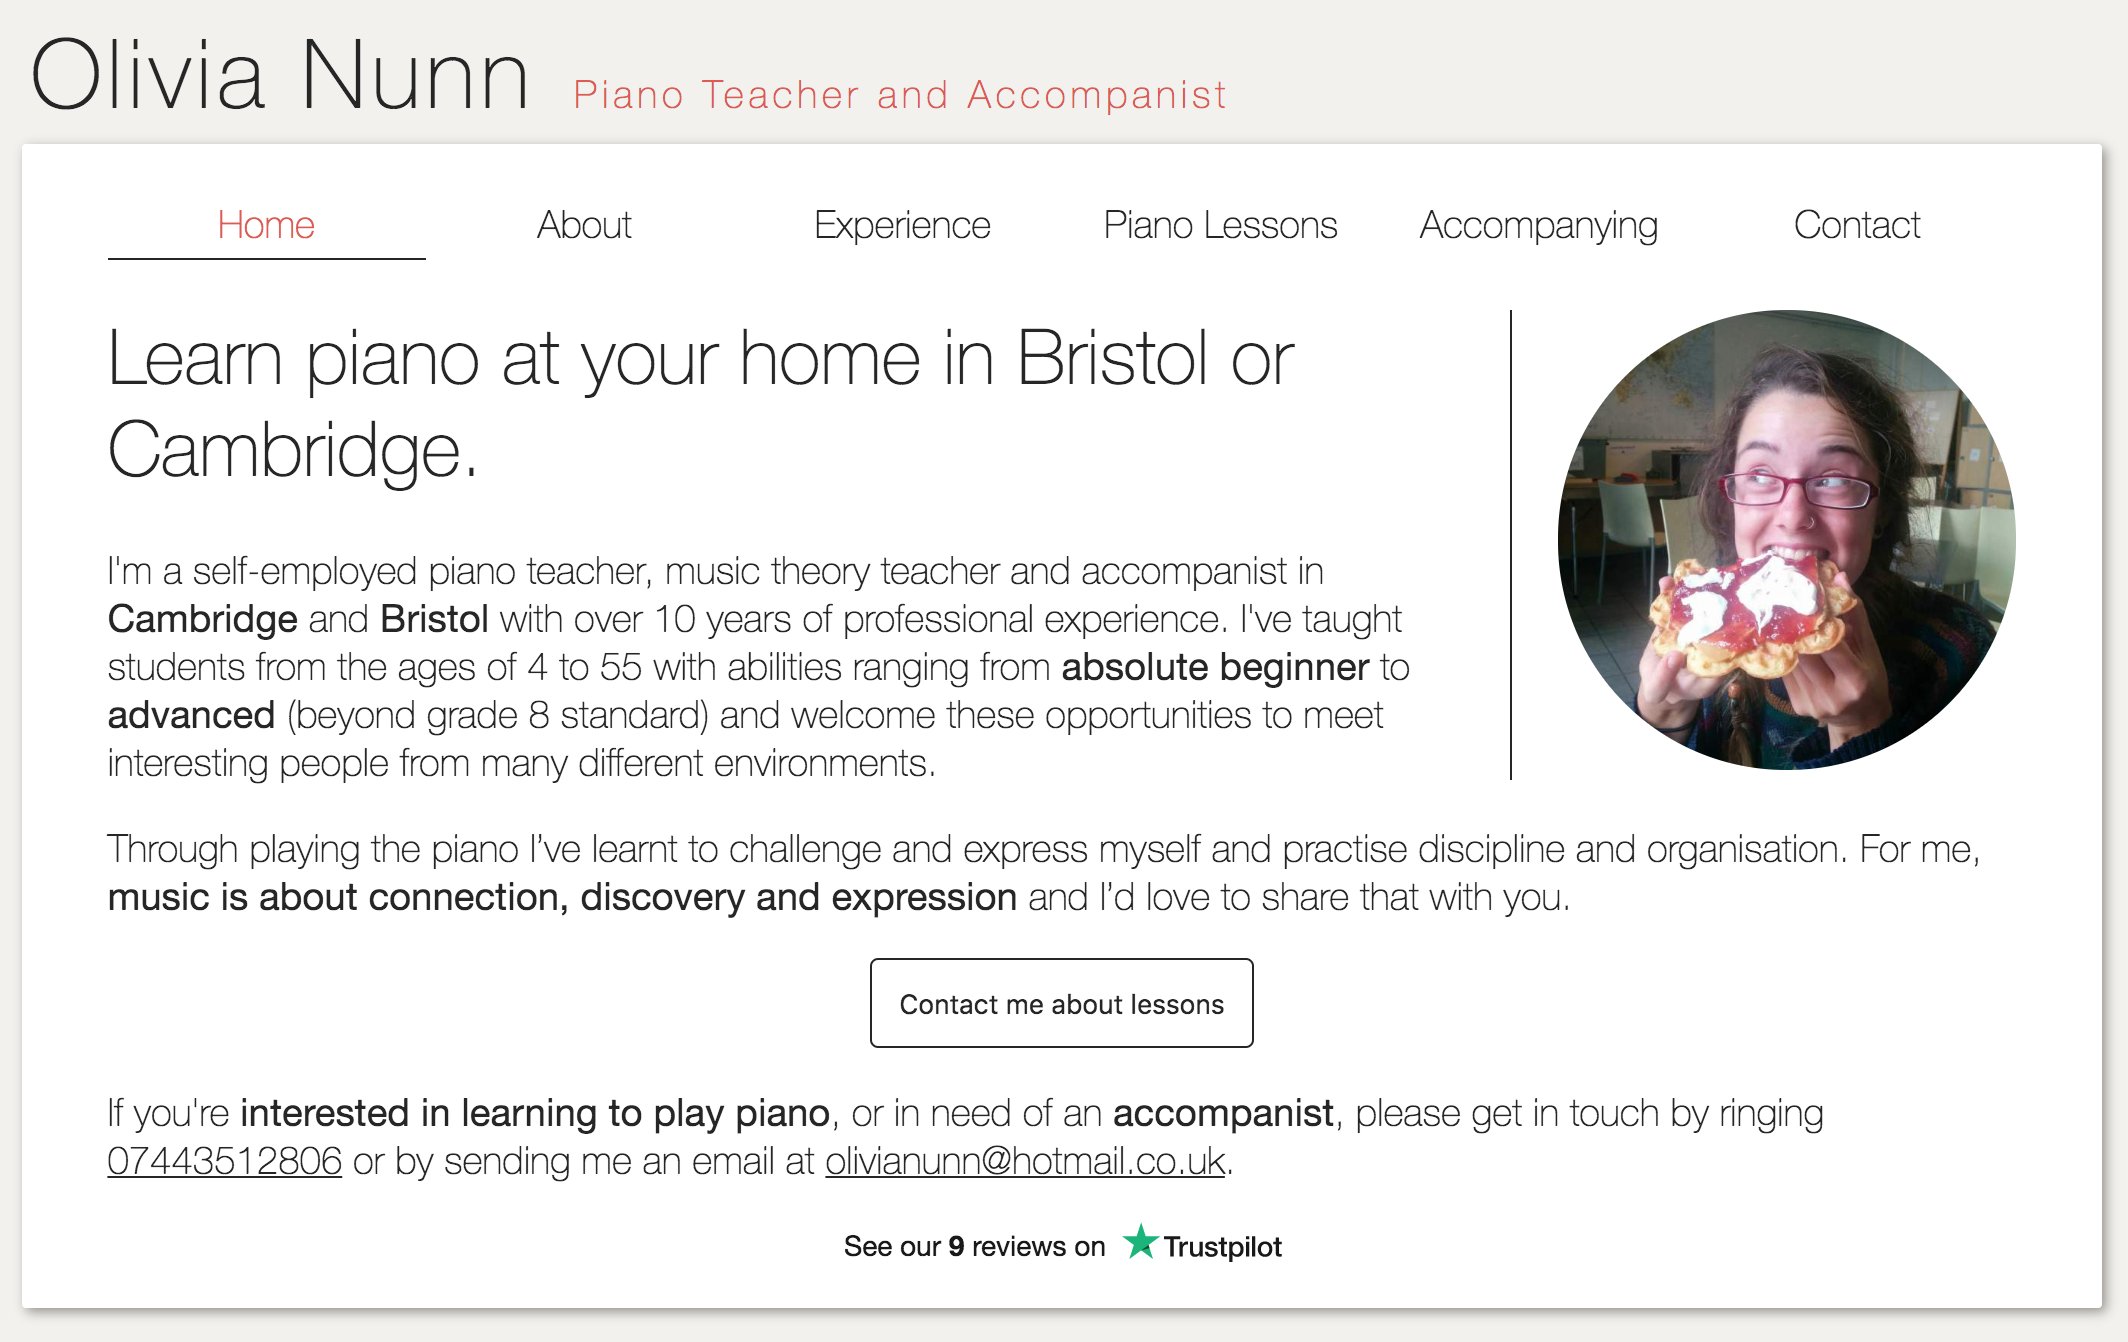 Olivia Nunn Piano Teacher and Accompanist
Home About Experience Piano Lessons Accompanying Contact
Learn piano at your home in Bristol or
Cambridge.
I'm a self-employed piano teacher, music theory teacher and accompanist in
Cambridge and Bristol with over 10 years of professional experience. I've taught
students from the ages of 4 to 55 with abilities ranging from absolute beginner to
advanced (beyond grade 8 standard) and welcome these opportunities to meet
interesting people from many different environments.
Through playing the piano I’ve learnt to challenge and express myself and practise discipline and organisation. For me,
music is about connection, discovery and expression and I’d love to share that with you.
Contact me about lessons
If you're interested in learning to play piano, or in need of an accompanist, please get in touch by ringing
07443512806 or by sending me an email at olivianunn@hotmail.co.uk.
See our 9 reviews on Trustpilot